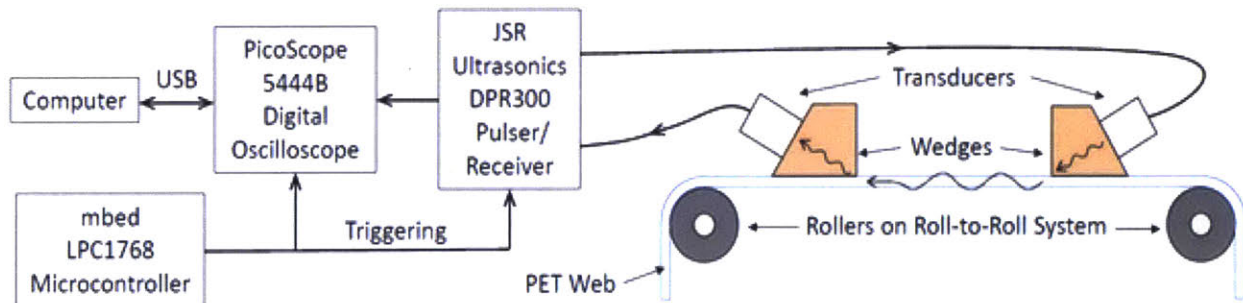 Computer
USB
PicoScope
5444B
Digital
Oscilloscope
JSR
Ultrasonics
DPR300
Pulser/
Receiver
mbed
LPC1768
Microcontroller
Triggering
Transducers
Wedges
Rollers on Roll-to-Roll System
PET Web